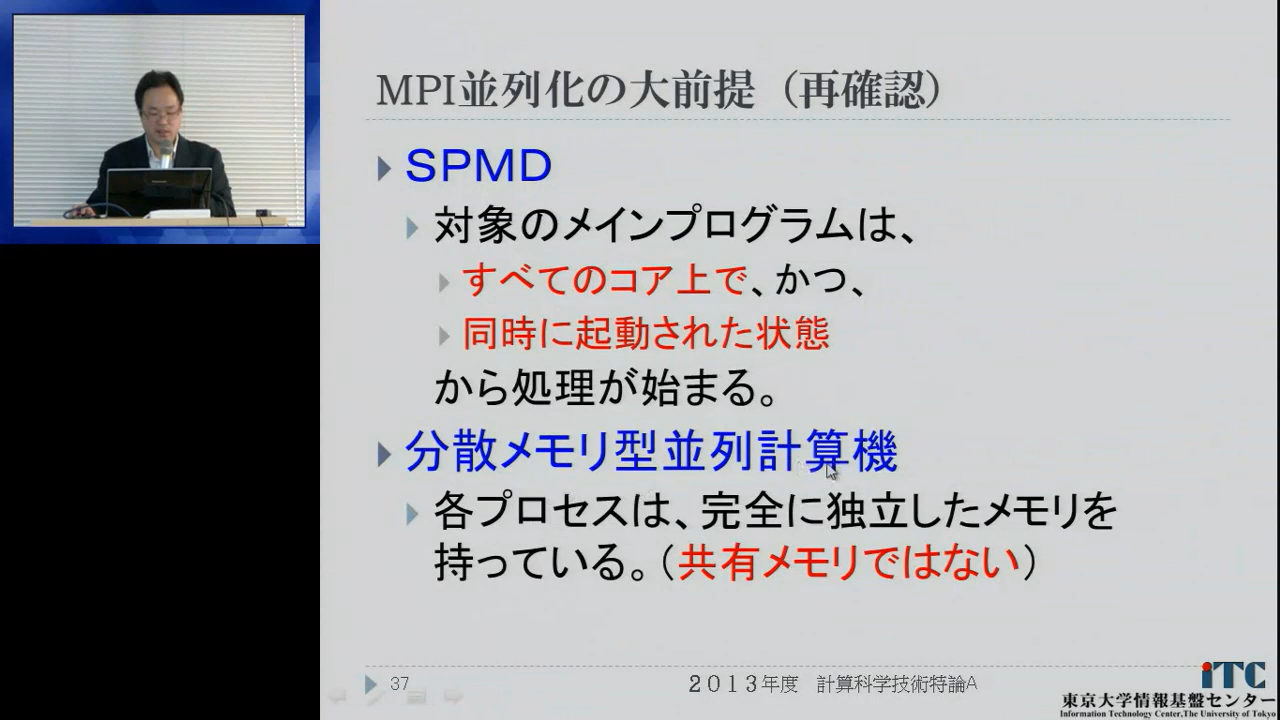 MPI並列化の大前提（再確認）
ＳＰＭＤ
対象のメインプログラムは、
すべてのコア上で、かつ、
同時に起動された状態
から処理が始まる。
分散メモリ型並列計算機
各プロセスは、完全に独立したメモリを
持っている。（共有メモリではない）
37
２０１３年度　計算科学技術特論A
iTC
東京大学情報基盤センター
Information Technology Center,The University of Tokyo